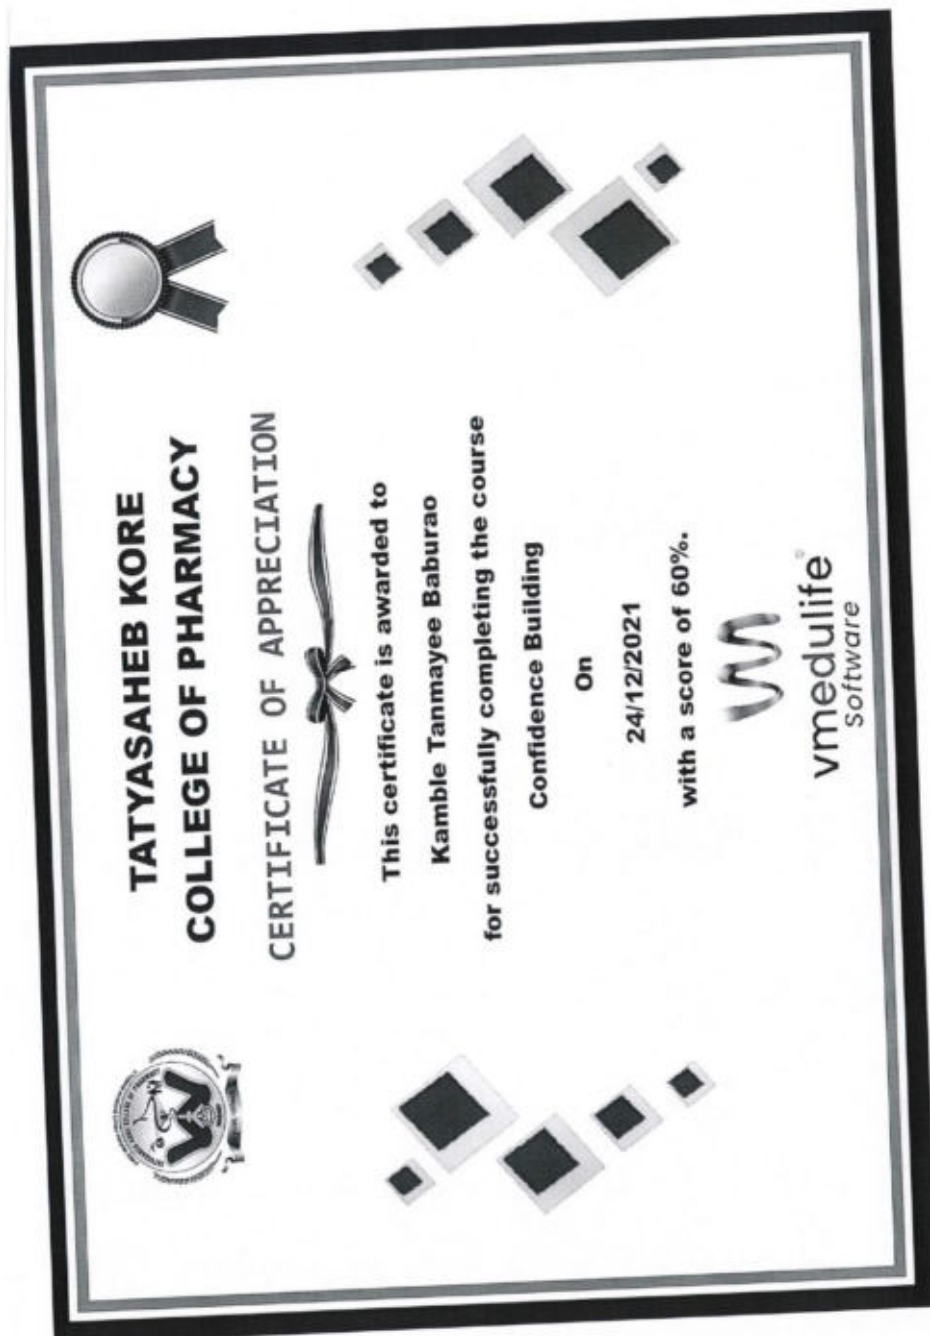 TATYASAHEB KORE
COLLEGE OF PHARMACY
CERTIFICATE OF APPRECIATION
This certificate is awarded to
Kamble Tanmayee Baburao
for successfully completing the course
Confidence Building
On
24/12/2021
with a score of 60%.
vmedulife®
Software